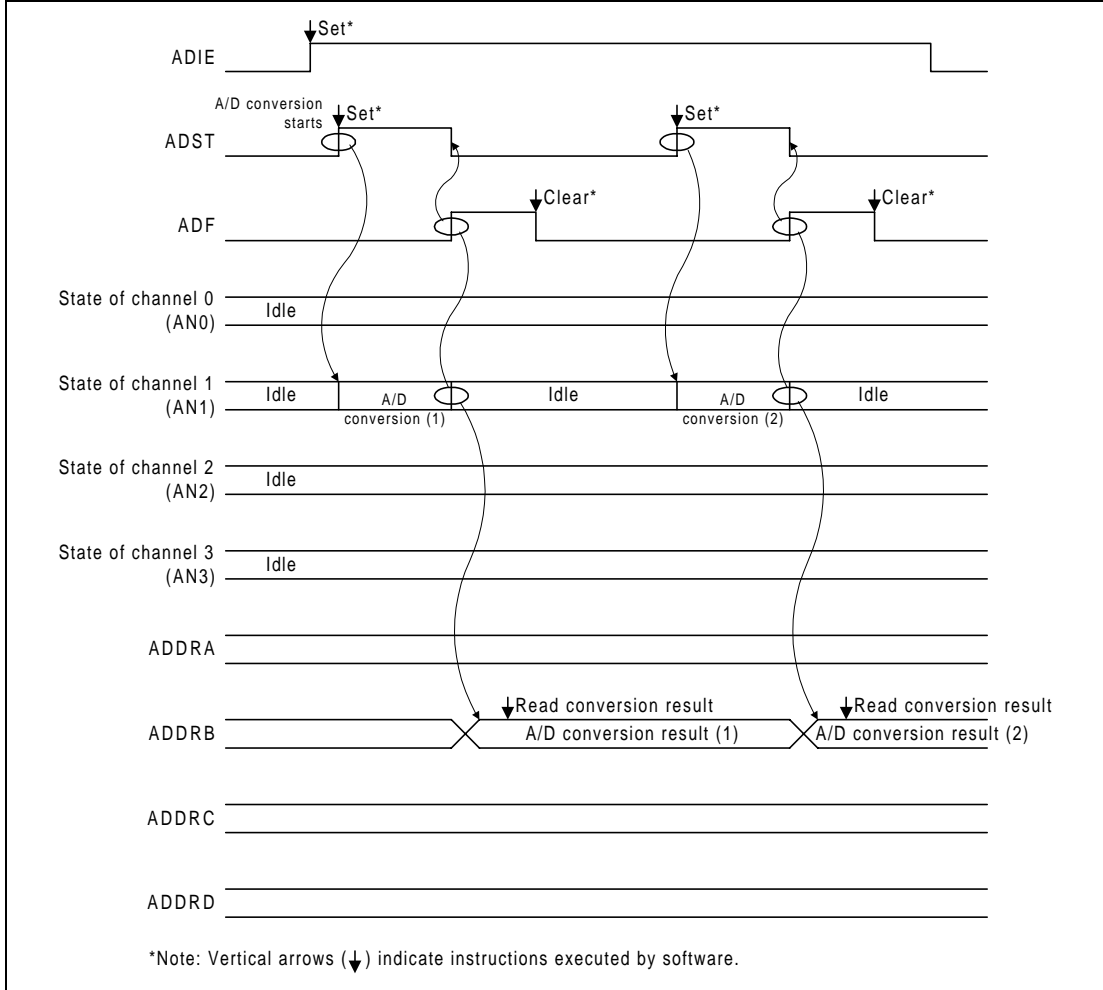 Set*
ADIE
A/D conversion
starts
Set*
Set*
ADST
Clear*
Clear*
ADF
State of channel 0
(AN0)
Idle
State of channel 1
(AN1)
Idle
A/D
conversion (1)
Idle
A/D
conversion (2)
Idle
State of channel 2
(AN2)
Idle
State of channel 3
(AN3)
Idle
ADDRA
Read conversion result
Read conversion result
ADDRB
A/D conversion result (1)
A/D conversion result (2)
ADDRC
ADDRD
*Note: Vertical arrows (↓) indicate instructions executed by software.